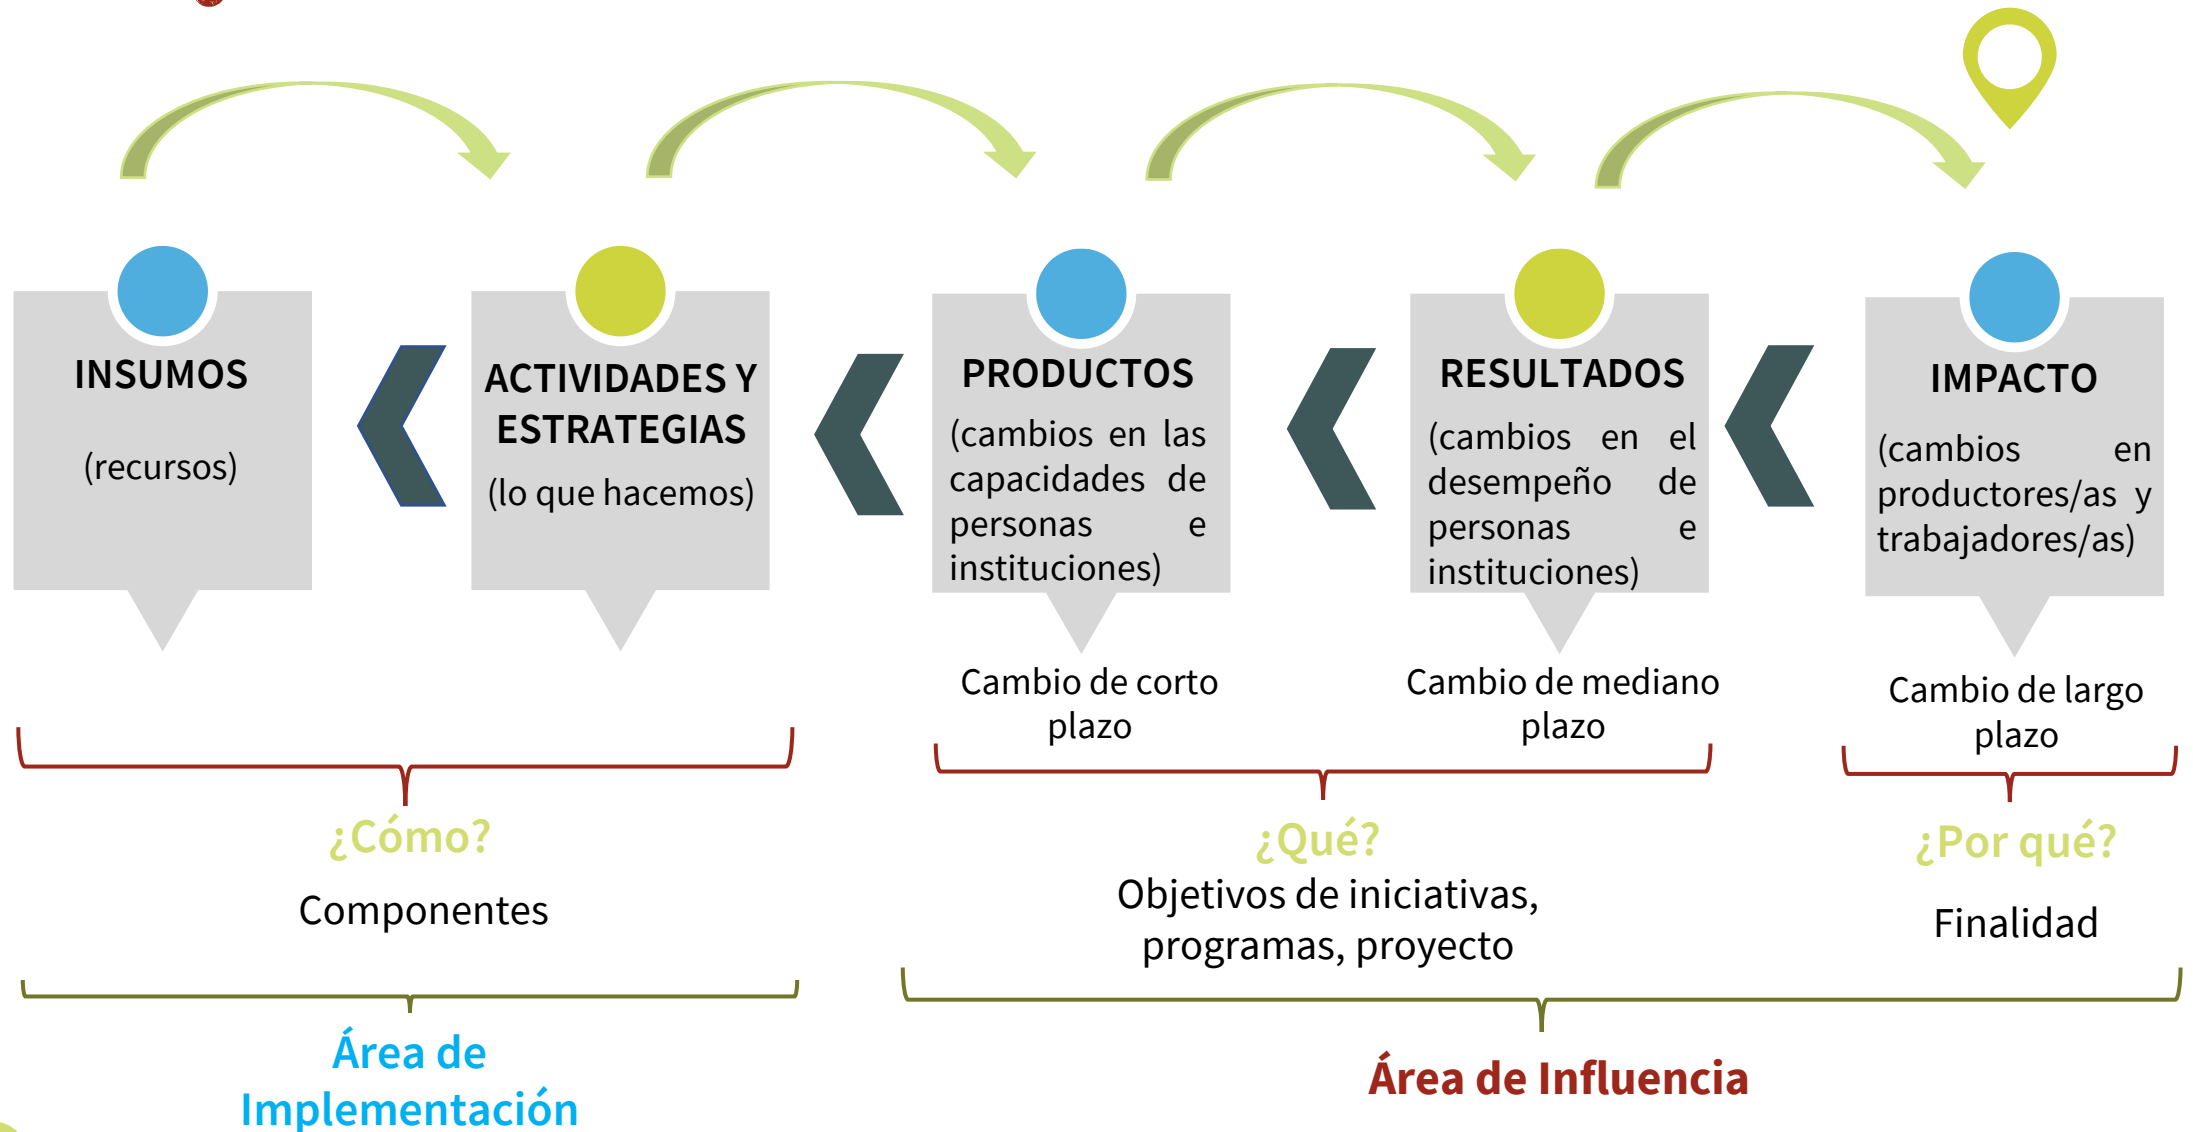 INSUMOS
(recursos)
ACTIVIDADES Y
ESTRATEGIAS
(lo que hacemos)
PRODUCTOS
(cambios en las
capacidades de
personas e
instituciones)
RESULTADOS
(cambios en el
desempeño de
personas e
instituciones)
IMPACTO
(cambios en
productores/as y
trabajadores/as)
Cambio de corto
plazo
Cambio de mediano
plazo
Cambio de largo
plazo
¿Cómo?
Componentes
¿Qué?
Objetivos de iniciativas,
programas, proyecto
¿Por qué?
Finalidad
Área de
Implementación
Área de Influencia